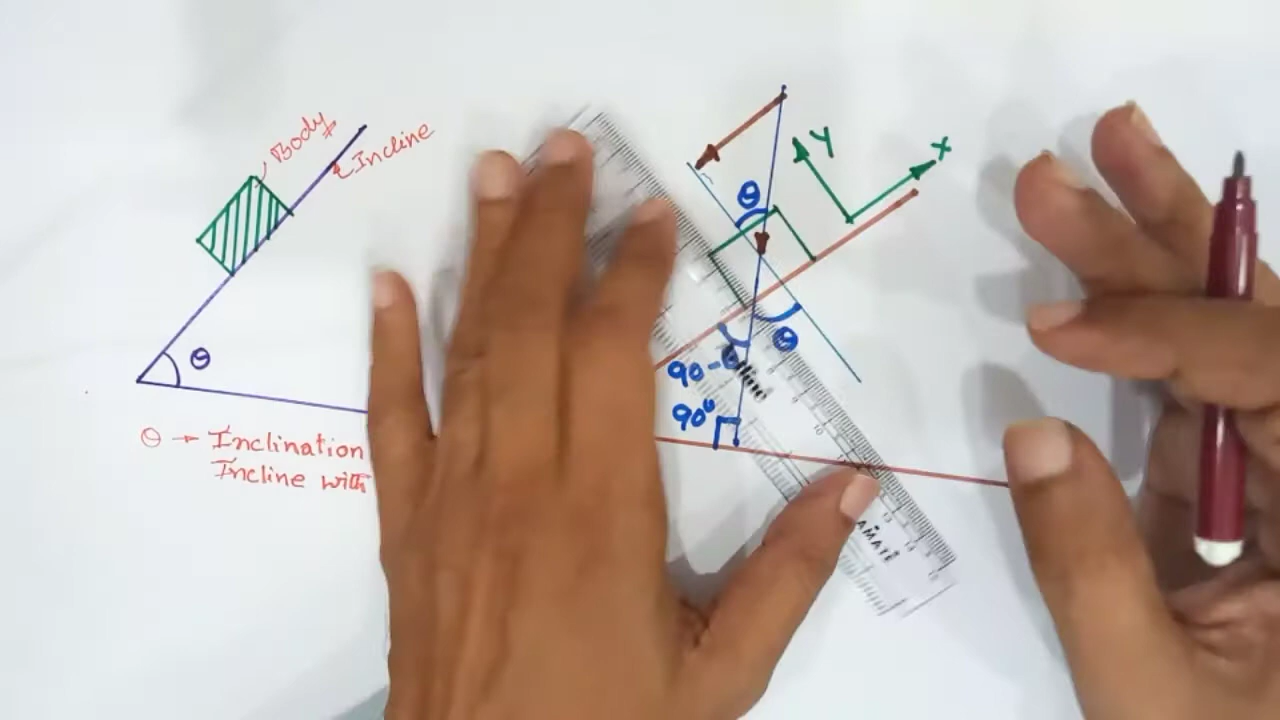 Body
Incline
θ
θ → Inclination
Incline with
Y
X
θ
θ
90-θ
90°